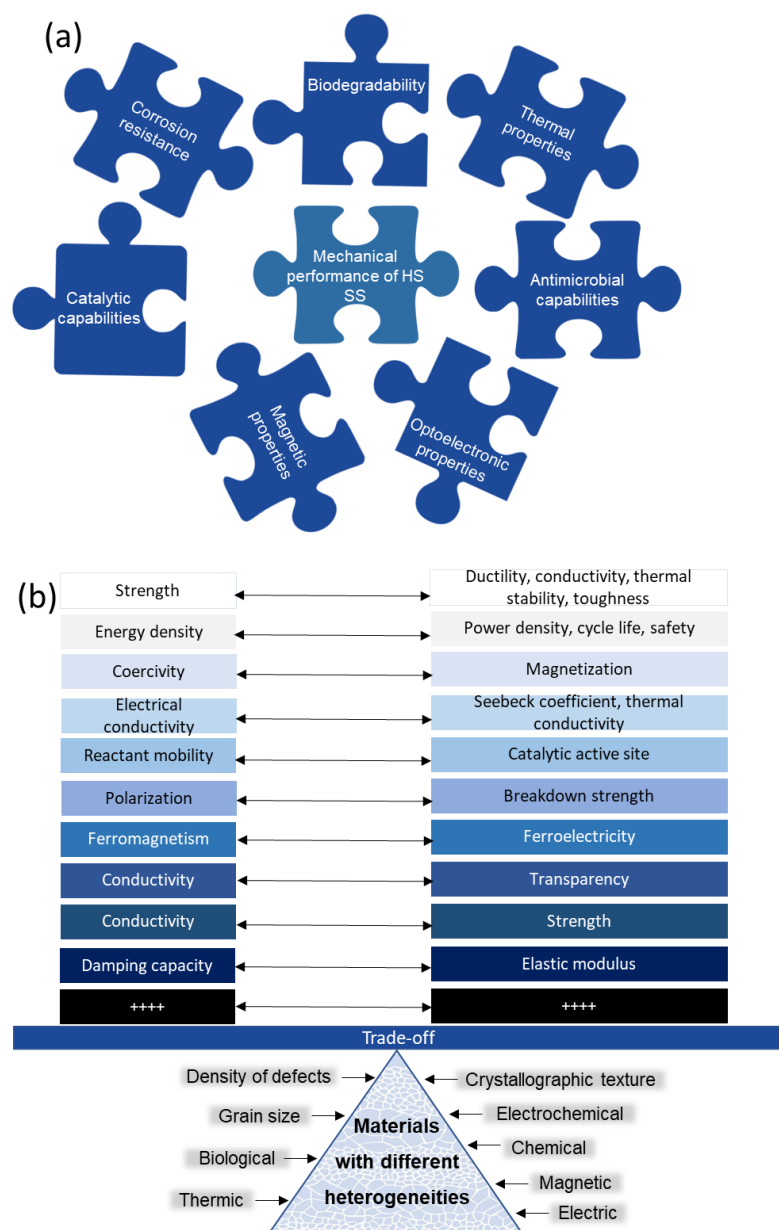 (a)
Corrosion
resistance
Biodegradability
Thermal
properties
Catalytic
capabilities
Mechanical
performance of HS
SS
Antimicrobial
capabilities
Magnetic
properties
Optoelectronic
properties
(b)
Strength
Ductility, conductivity, thermal
stability, toughness
Energy density
Power density, cycle life, safety
Coercivity
Magnetization
Electrical
conductivity
Seebeck coefficient, thermal
conductivity
Reactant mobility
Catalytic active site
Polarization
Breakdown strength
Ferromagnetism
Ferroelectricity
Conductivity
Transparency
Conductivity
Strength
Damping capacity
Elastic modulus
++++
++++
Trade-off
Density of defects
Crystallographic texture
Grain size
Electrochemical
Biological
Chemical
Thermic
Magnetic
Electric
Materials
with different
heterogeneities